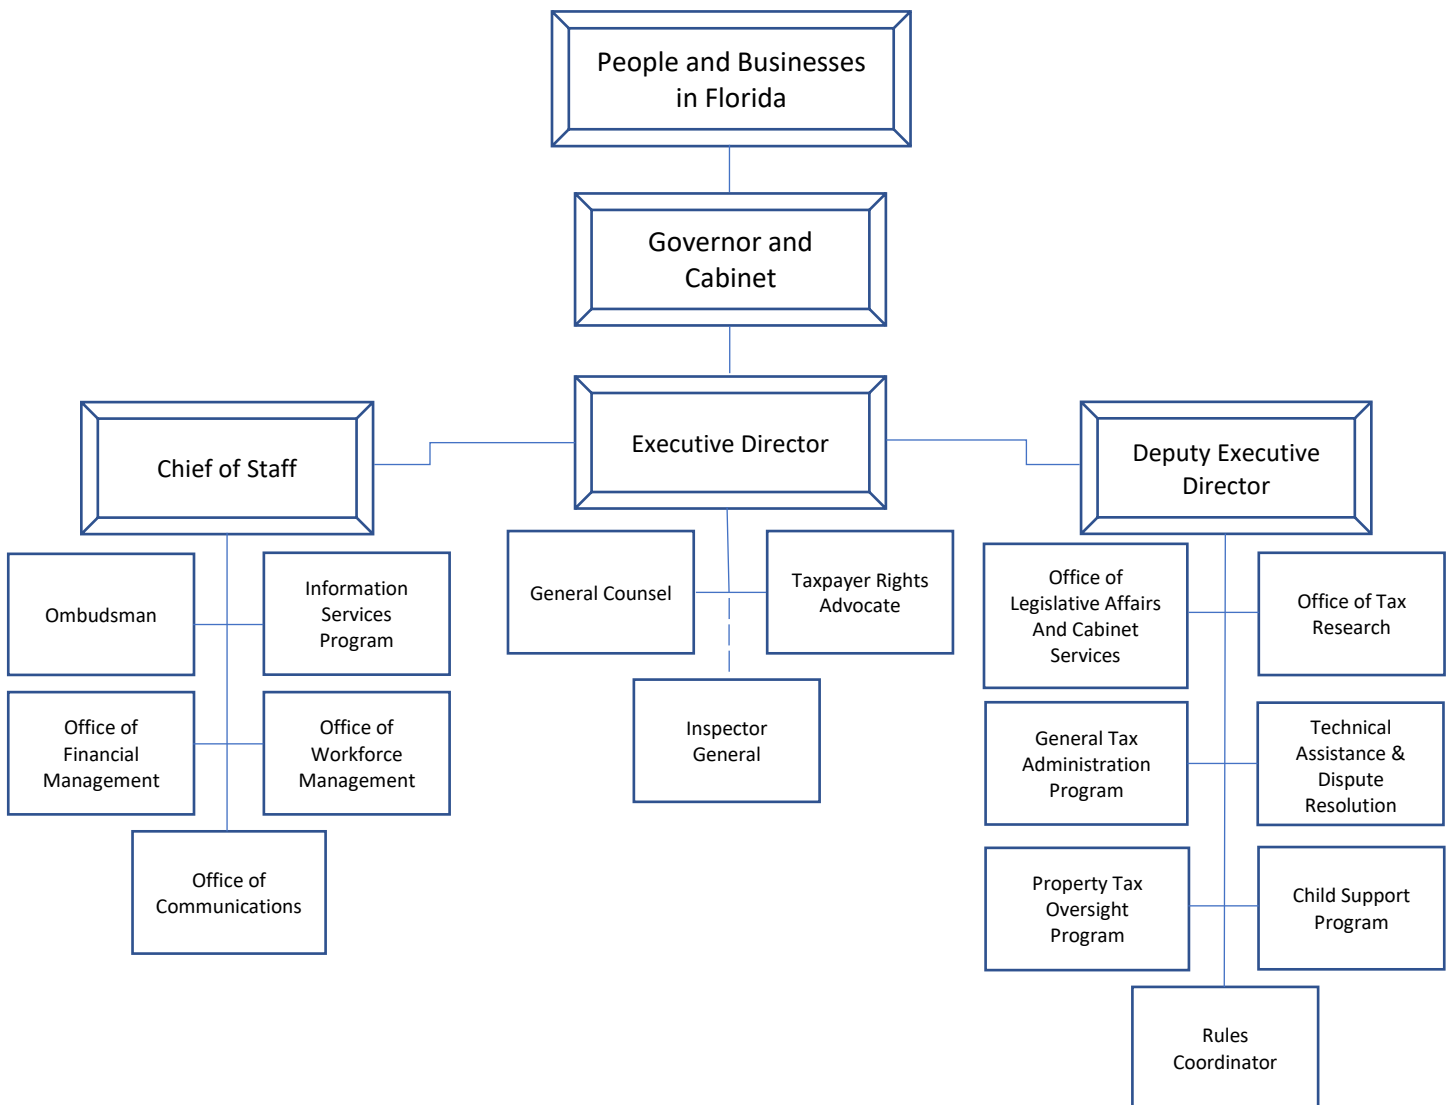 People and Businesses
in Florida
Governor and
Cabinet
Executive Director
Chief of Staff
Deputy Executive
Director
Ombudsman
Information
Services
Program
Office of
Financial
Management
Office of
Workforce
Management
Office of
Communications
General Counsel
Taxpayer Rights
Advocate
Inspector
General
Office of
Legislative Affairs
And Cabinet
Services
Office of Tax
Research
General Tax
Administration
Program
Technical
Assistance &
Dispute
Resolution
Property Tax
Oversight
Program
Child Support
Program
Rules
Coordinator